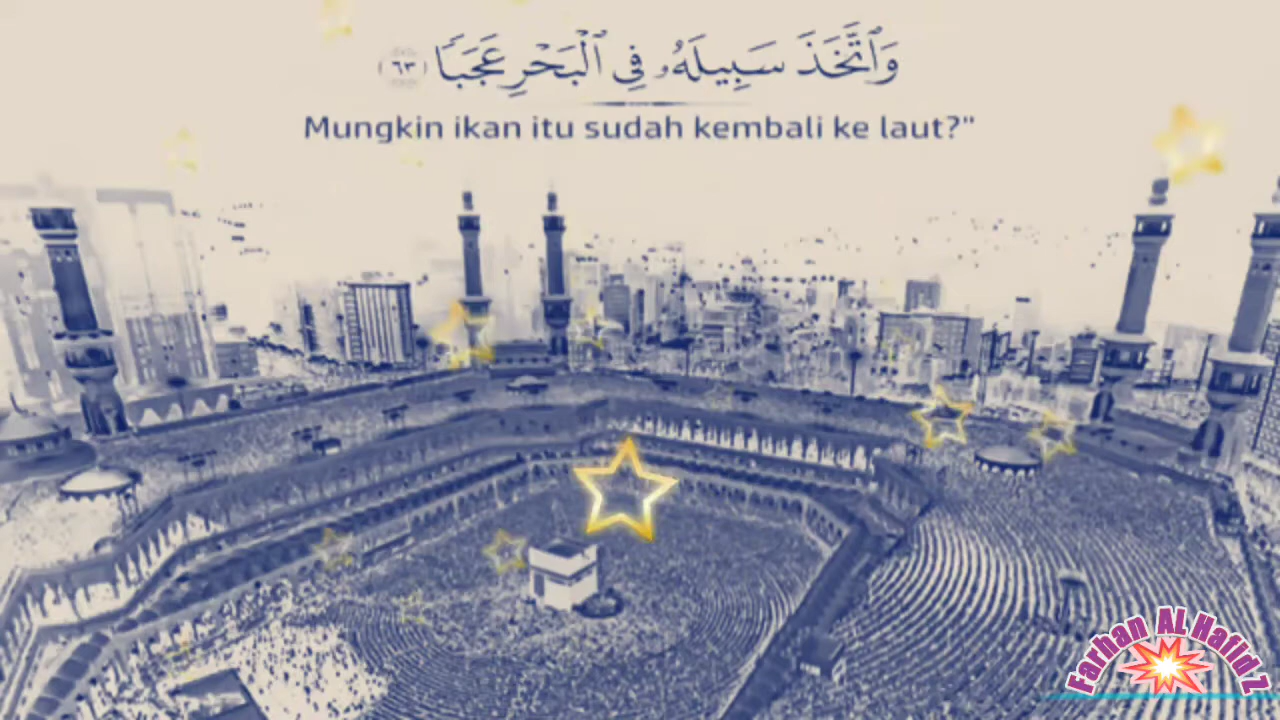 وَٱتَّخَذَ سَبِيلَهُۥ فِى ٱلْبَحْرِ عَجَبًا ٦٣
Mungkin ikan itu sudah kembali ke laut?"
Farhan AL Hafidz